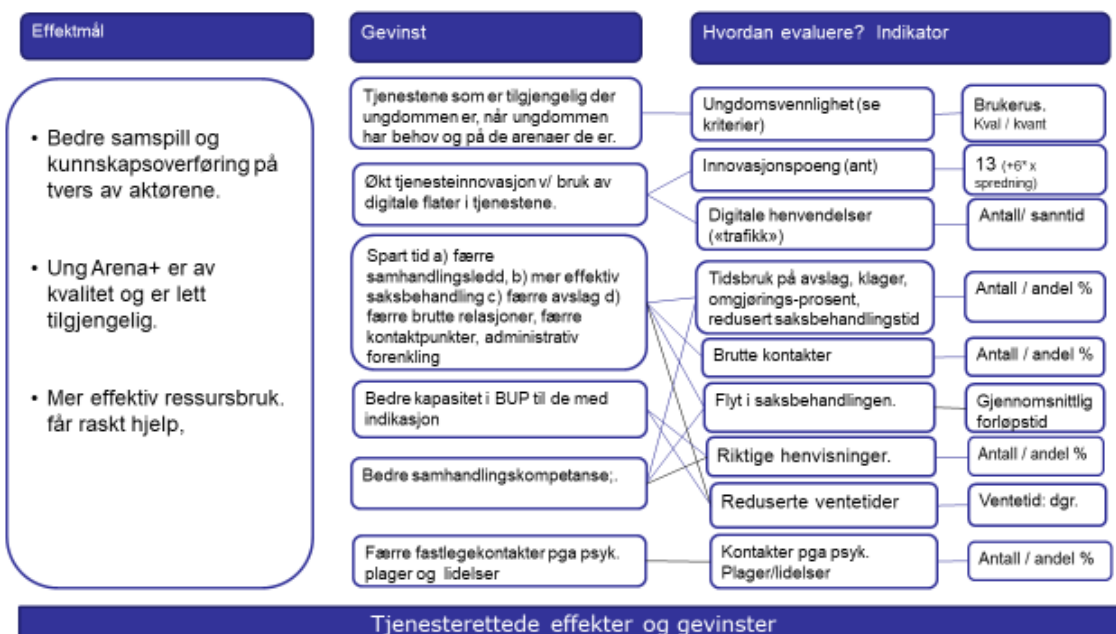 Effektmål
Gevinst
Hvordan evaluere? Indikator
• Bedre samspill og
kunnskapsoverføring på
tvers av aktørene.
• Ung Arena+ er av
kvalitet og er lett
tilgjengelig.
• Mer effektiv ressursbruk.
får raskt hjelp,
Tjenestene som er tilgjengelig der
ungdommen er, når ungdommen
har behov og på de arenaer de er.
Økt tjenesteinnovasjon v/ bruk av
digitale flater i tjenestene.
Spart tid a) færre
samhandlingsledd, b) mer effektiv
saksbehandling c) færre avslag d)
færre brutte relasjoner, færre
kontaktpunkter, administrativ
forenkling
Bedre kapasitet i BUP til de med
indikasjon
Bedre samhandlingskompetanse;.
Færre fastlegekontakter pga psyk.
plager og lidelser
Ungdomsvennlighet (se
kriterier)
Innovasjonspoeng (ant)
Digitale henvendelser
(«trafikk»)
Tidsbruk på avslag, klager,
omgjørings-prosent,
redusert saksbehandlingstid
Brutte kontakter
Flyt i saksbehandlingen.
Riktige henvisninger.
Reduserte ventetider
Kontakter pga psyk.
Plager/lidelser
Brukerus.
Kval / kvant
13 (+6* x
spredning)
Antall/ sanntid
Antall / andel %
Antall / andel %
Gjennomsnittlig
forløpstid
Antall / andel %
Ventetid: dgr.
Antall / andel %
Tjenesterettede effekter og gevinster